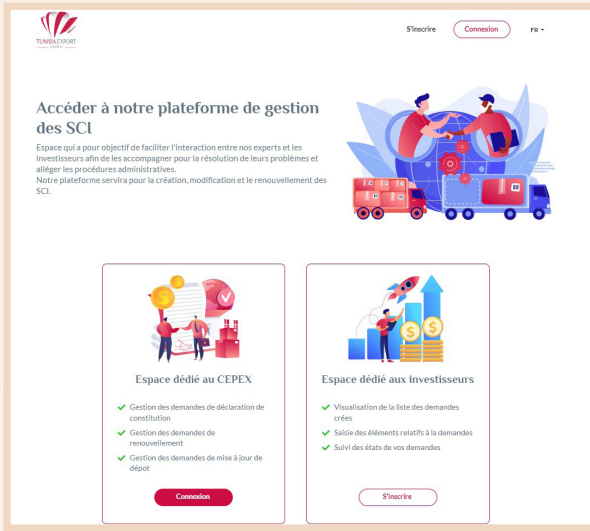 S'inscrire
Connexion
FR
TUNISIA EXPORT
CEPEX
Accéder à notre plateforme de gestion
des SCI
Espace qui a pour objectif de faciliter l'interaction entre nos experts et les
investisseurs afin de les accompagner pour la résolution de leurs problèmes et
alléger les procédures administratives.
Notre plateforme servira pour la création, modification et le renouvellement des
SCI.
Espace dédié au CEPEX
Gestion des demandes de déclaration de
constitution
Gestion des demandes de
renouvellement
Gestion des demandes de mise à jour de
dépot
Connexion
Espace dédié aux investisseurs
Visualisation de la liste des demandes
crées
Saisie des éléments relatifs à la demandes
Suivi des états de vos demandes
S'inscrire